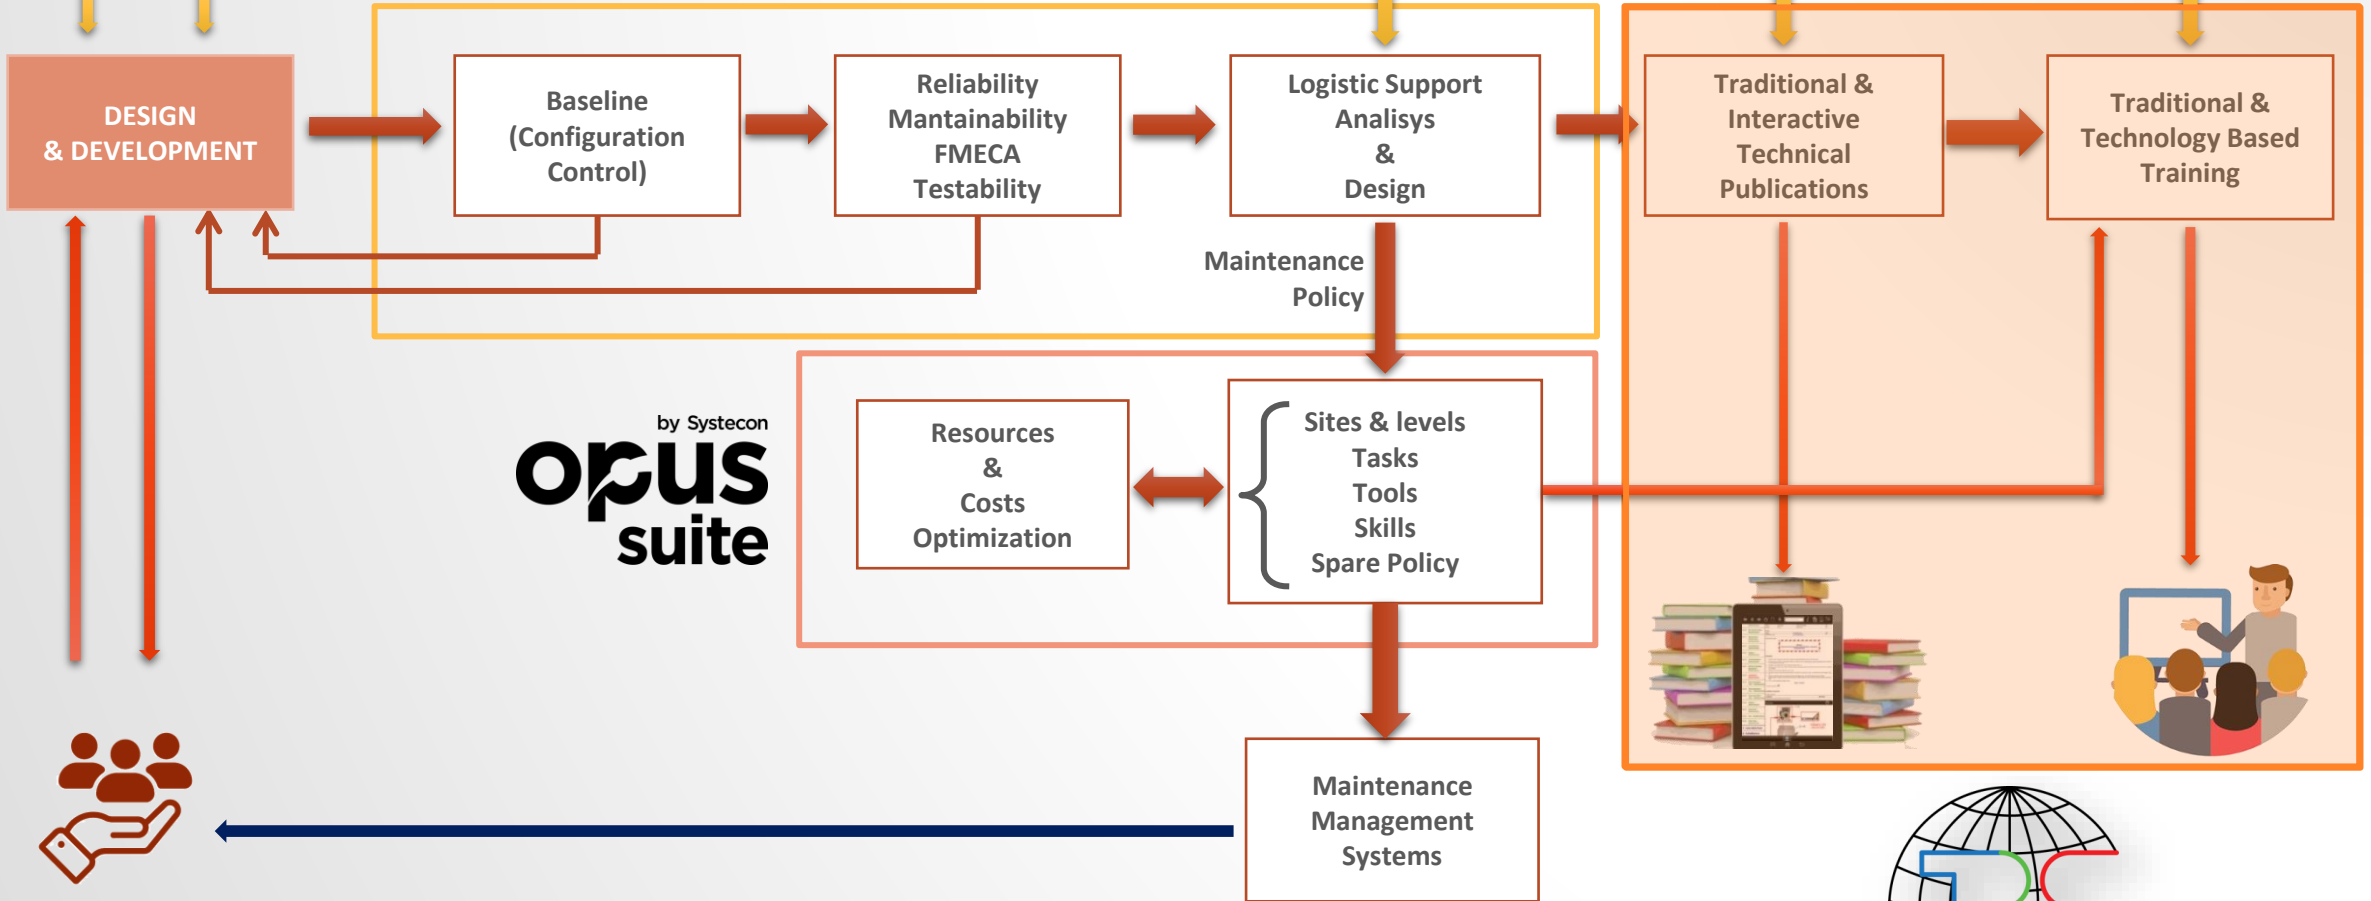 DESIGN
& DEVELOPMENT
Baseline
(Configuration
Control)
Reliability
Mantainability
FMECA
Testability
Logistic Support
Analisys
&
Design
Traditional &
Interactive
Technical
Publications
Traditional &
Technology Based
Training
Maintenance
Policy
by Systecon
opus
suite
Resources
&
Costs
Optimization
Sites & levels
Tasks
Tools
Skills
Spare Policy
Maintenance
Management
Systems